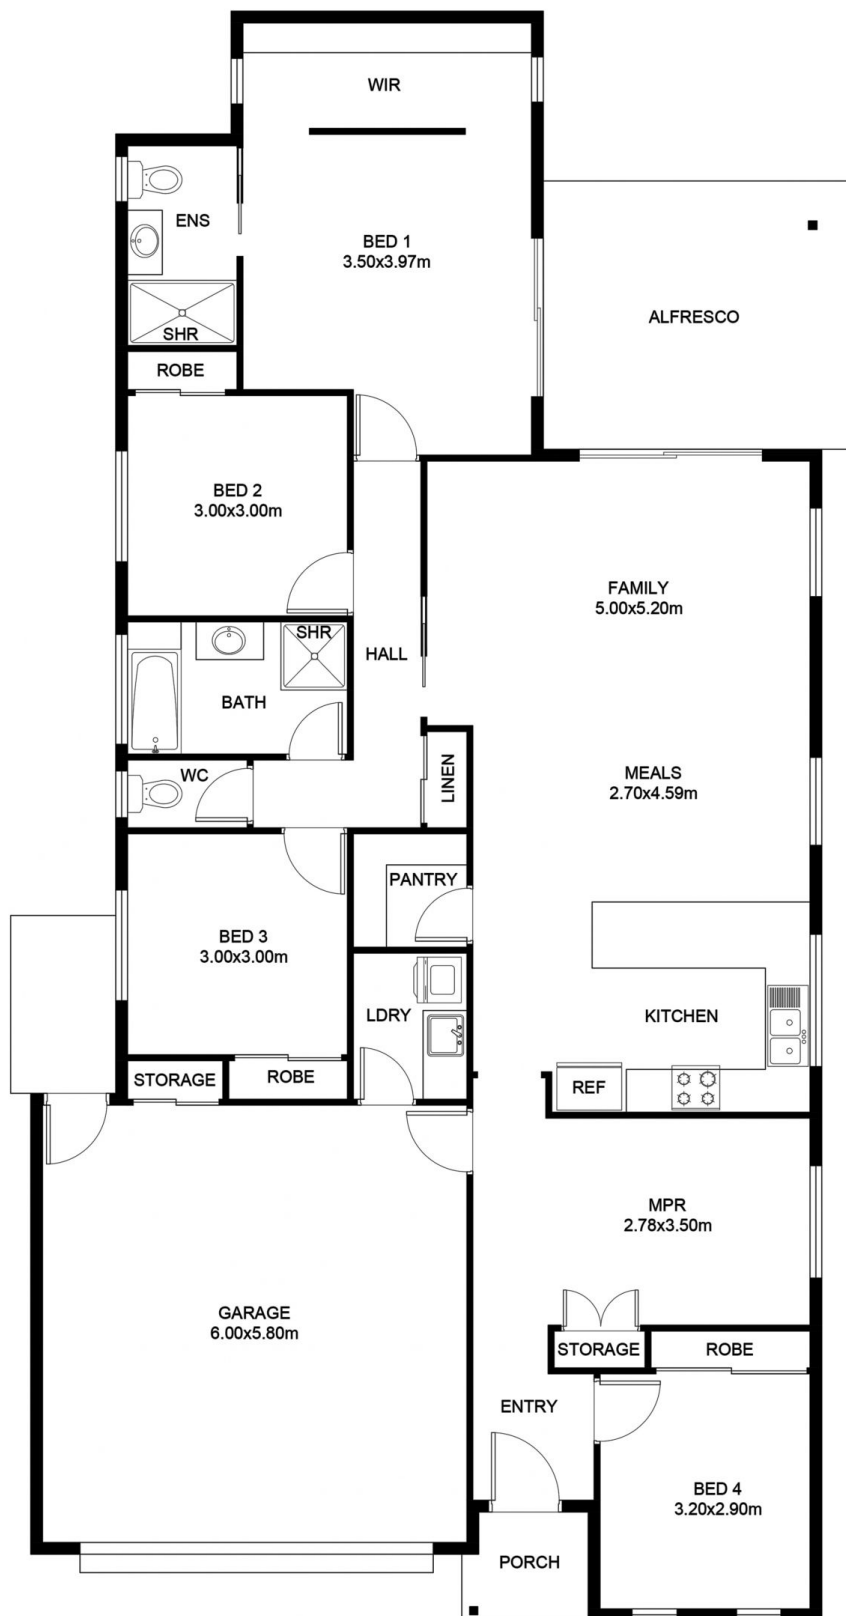 WIR
ENS
BED 1
3.50x3.97m
ALFRESCO
SHR
ROBE
BED 2
3.00x3.00m
FAMILY
5.00x5.20m
SHR
HALL
BATH
WC
LINEN
MEALS
2.70x4.59m
PANTRY
BED 3
3.00x3.00m
LDRY
KITCHEN
STORAGE
ROBE
REF
MPR
2.78x3.50m
GARAGE
6.00x5.80m
STORAGE
ROBE
ENTRY
BED 4
3.20x2.90m
PORCH